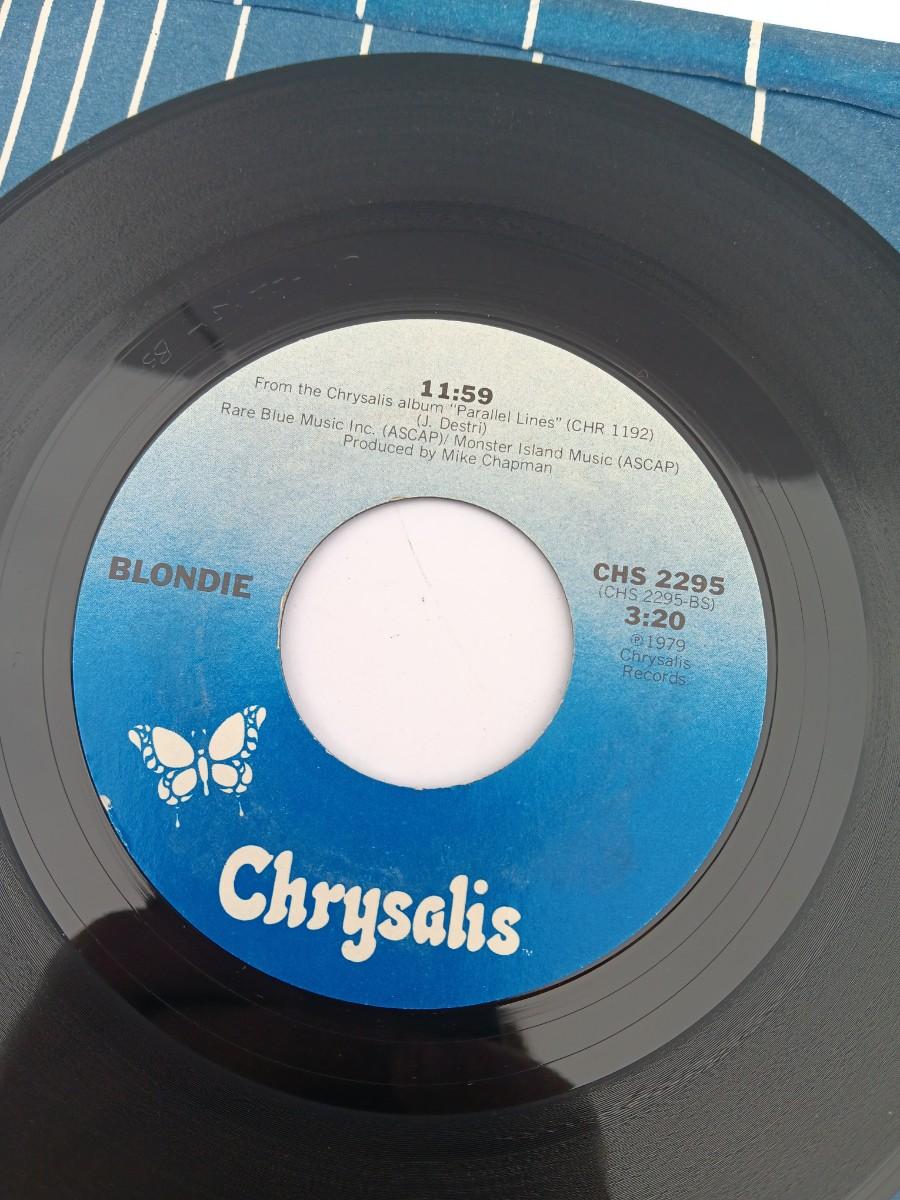 11:59
From the Chrysalis album "Parallel Lines" (CHR 1192)
(J. Destri)
Rare Blue Music Inc. (ASCAP)/ Monster Island Music (ASCAP)
Produced by Mike Chapman
BLONDIE
CHS 2295
(CHS 2295-BS)
3:20
℗1979
Chrysalis
Records
Chrysalis